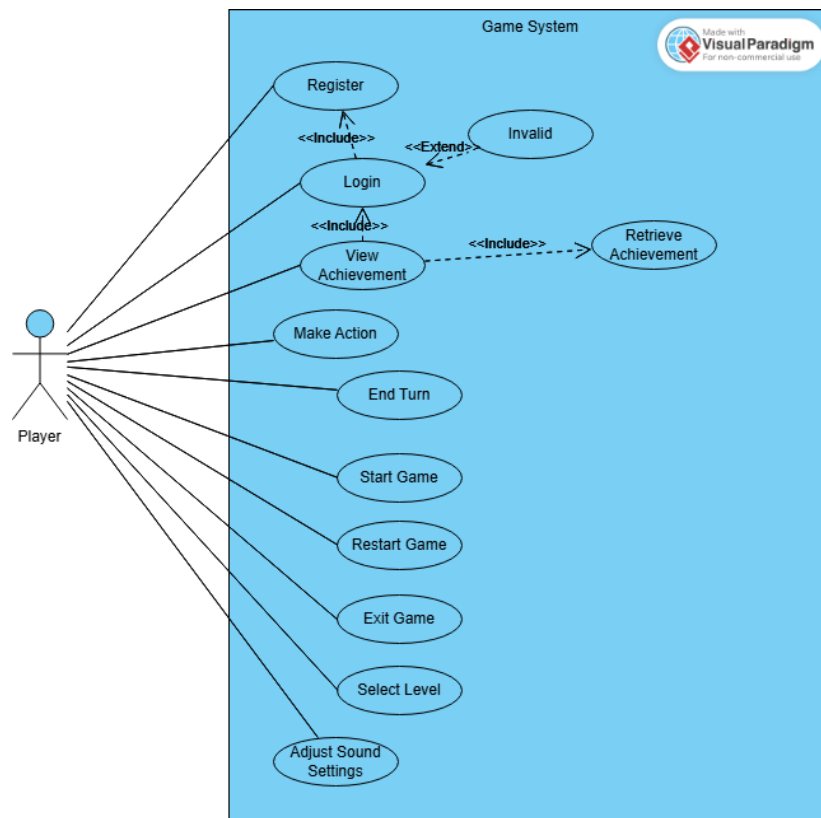 Game System
Made with
Visual Paradigm
For non-commercial use
Register
<<Include>>
Invalid
<<Extend>>
Login
<<Include>>
View
Achievement
<<Include>>
Retrieve
Achievement
Make Action
End Turn
Player
Start Game
Restart Game
Exit Game
Select Level
Adjust Sound
Settings